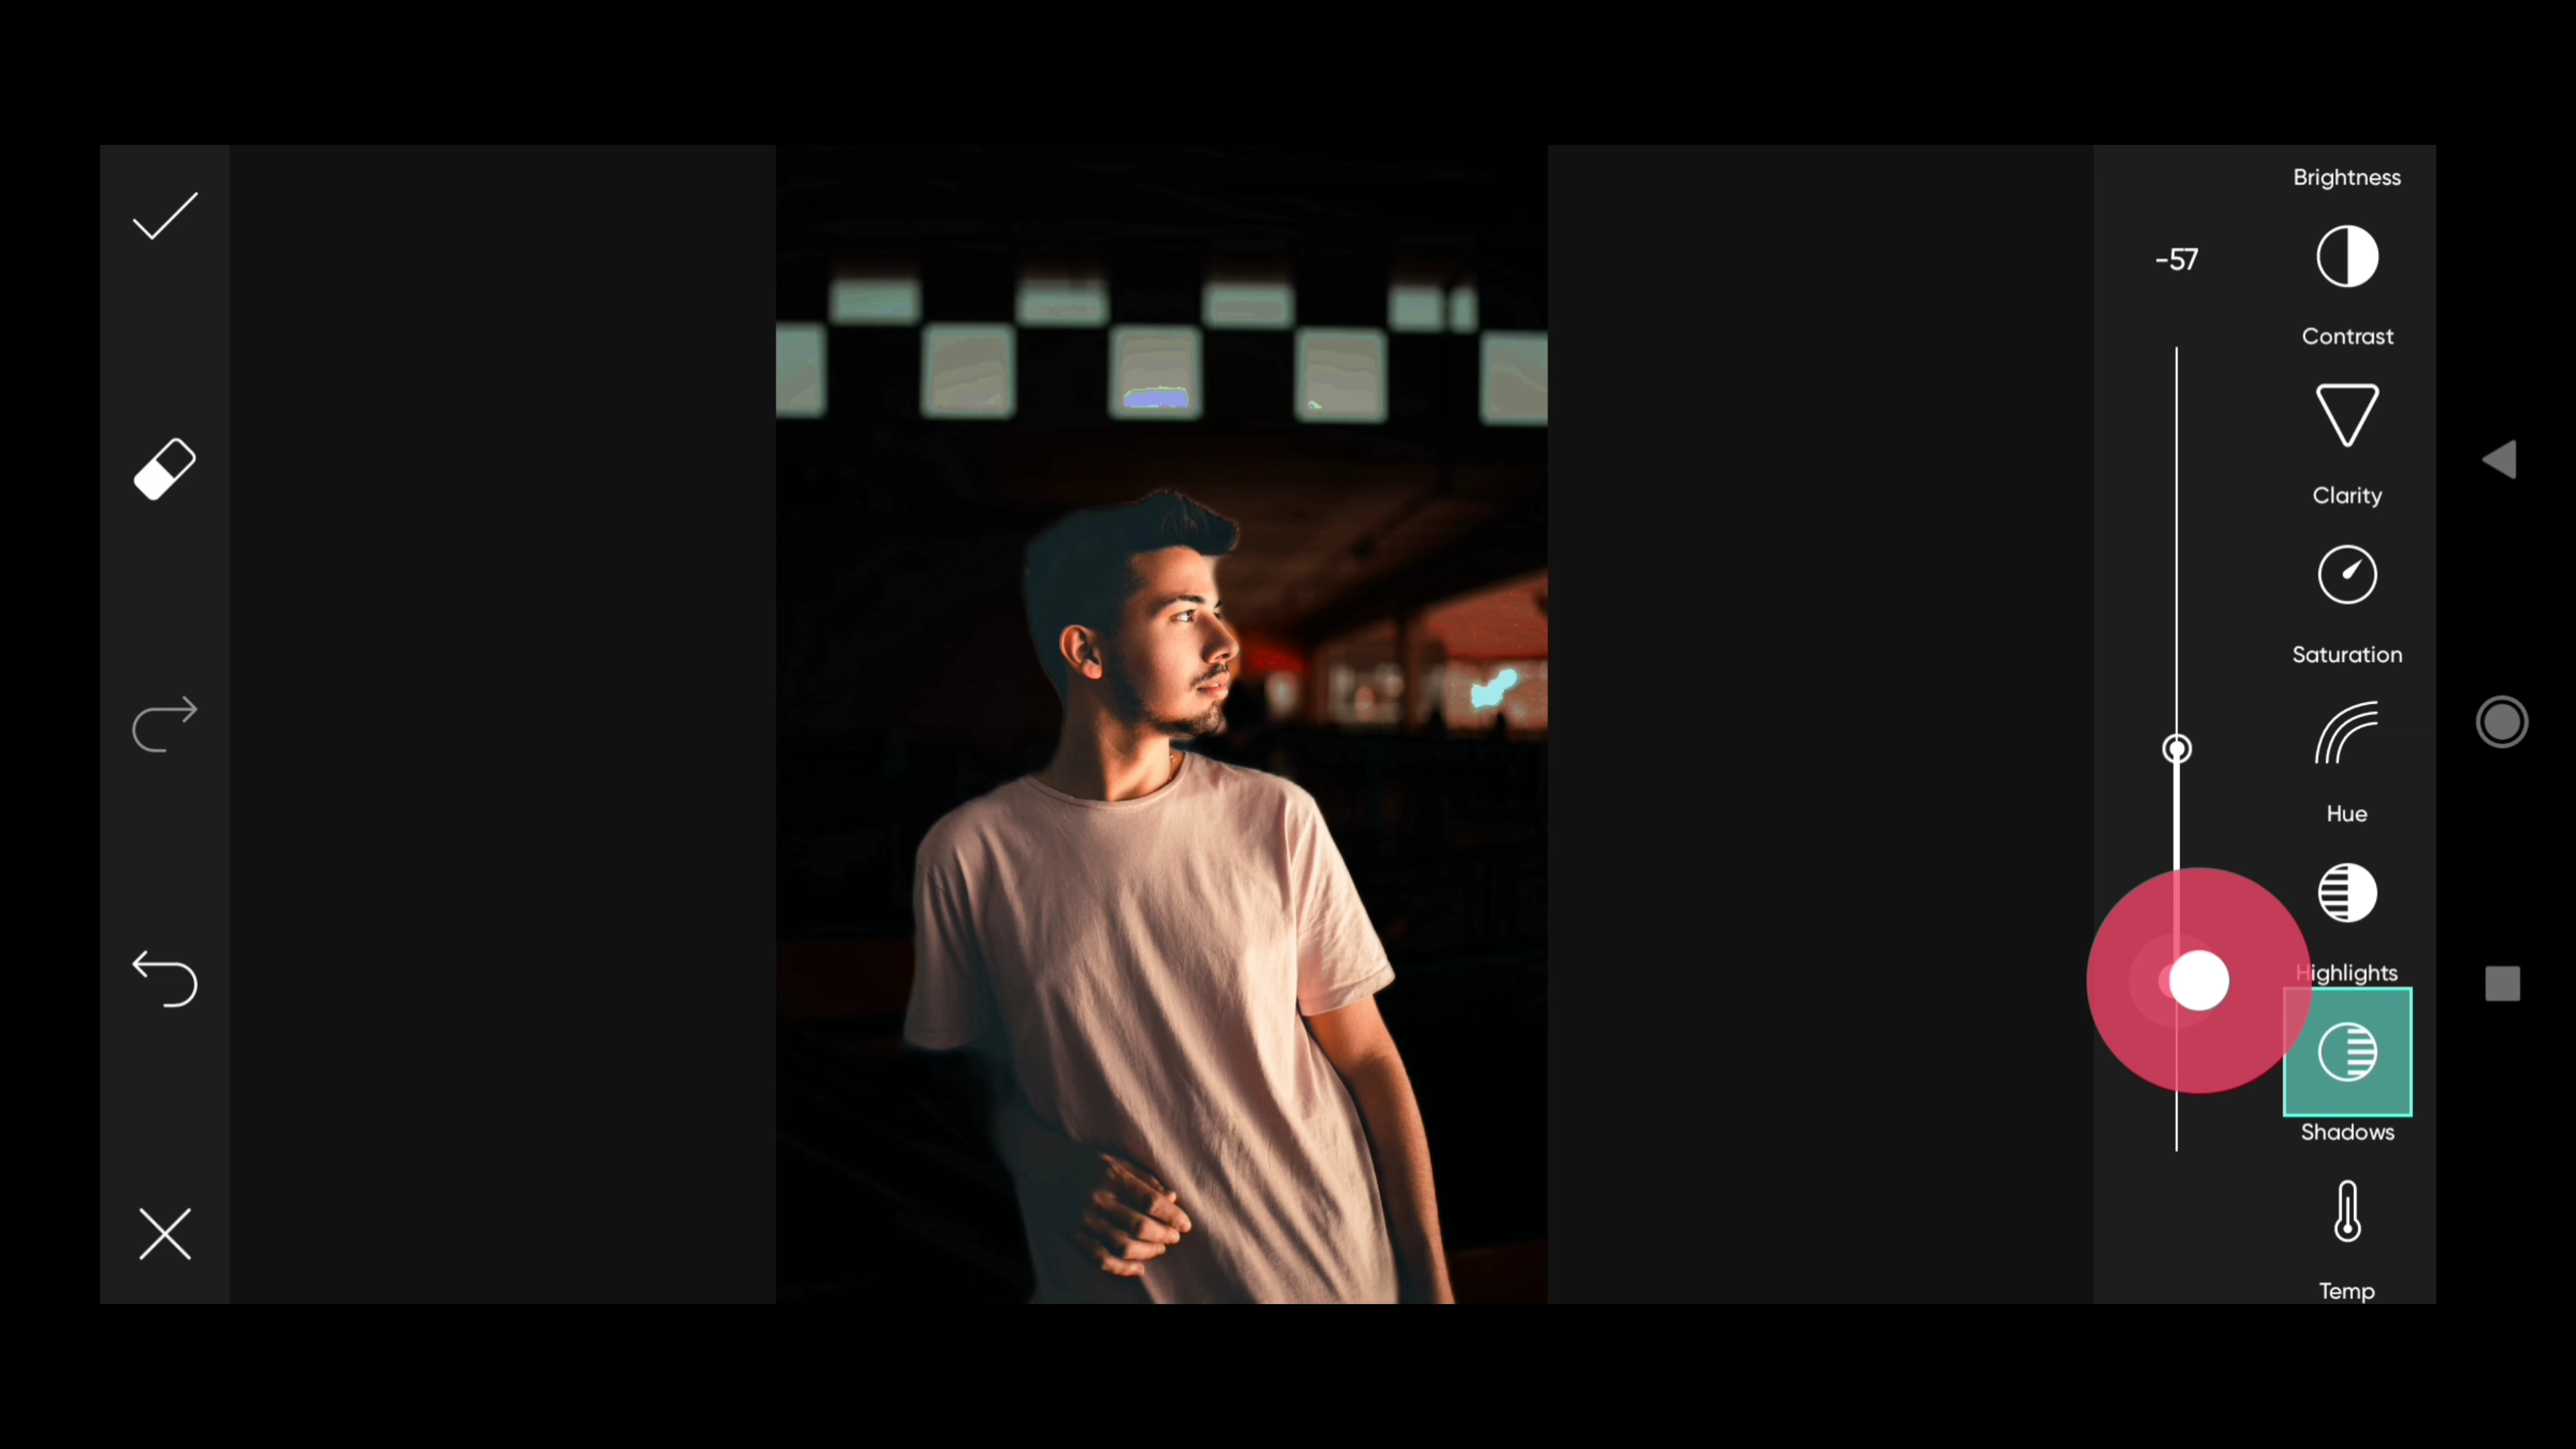 Brightness
-57
Contrast
Clarity
Saturation
Hue
Highlights
Shadows
Temp